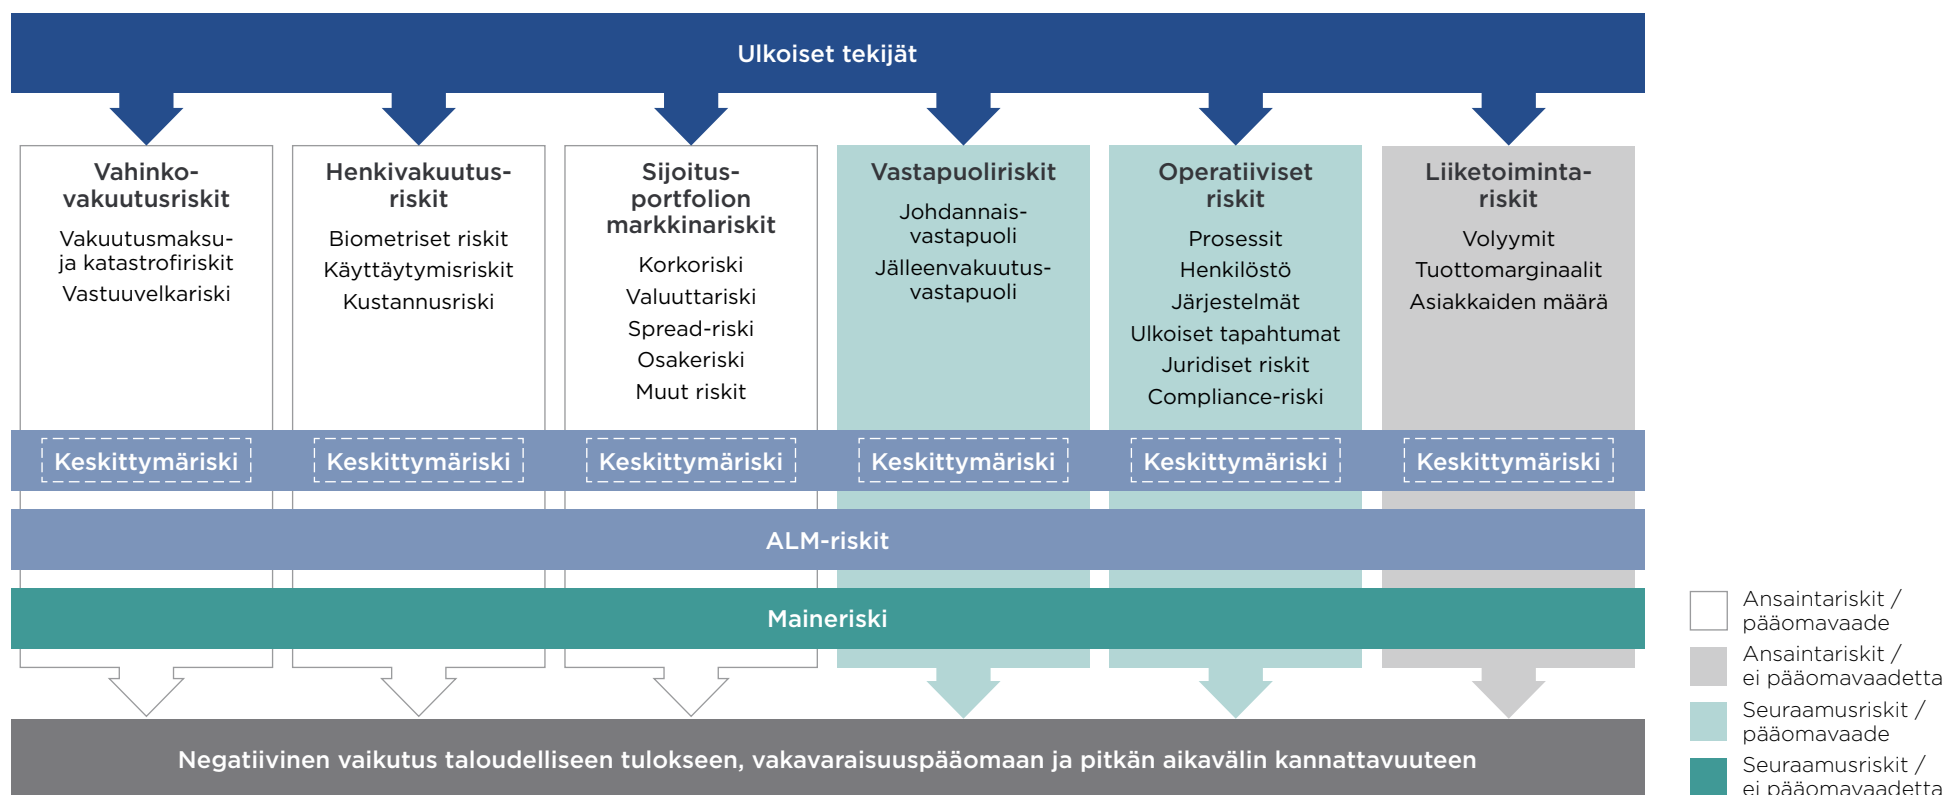 Ulkoiset tekijät
Vahinko-
vakuutusriskit
Vakuutusmaksu-
ja katastrofiriskit
Vastuuvelkariski
Henkivakuutus-
riskit
Biometriset riskit
Käyttäytymisriskit
Kustannusriski
Sijoitus-
portfolion
markkinariskit
Korkoriski
Valuuttariski
Spread-riski
Osakeriski
Muut riskit
Vastapuoliriskit
Johdannais-
vastapuoli
Jälleenvakuutus-
vastapuoli
Operatiiviset
riskit
Prosessit
Henkilöstö
Järjestelmät
Ulkoiset tapahtumat
Juridiset riskit
Compliance-riski
Liiketoiminta-
riskit
Volyymit
Tuottomarginaalit
Asiakkaiden määrä
Keskittymäriski
Keskittymäriski
Keskittymäriski
Keskittymäriski
Keskittymäriski
Keskittymäriski
ALM-riskit
Maineriski
Negatiivinen vaikutus taloudelliseen tulokseen, vakavaraisuuspääomaan ja pitkän aikavälin kannattavuuteen
Ansaintariskit /
pääomavaade
Ansaintariskit /
ei pääomavaadetta
Seuraamusriskit /
pääomavaade
Seuraamusriskit /
ei pääomavaadetta